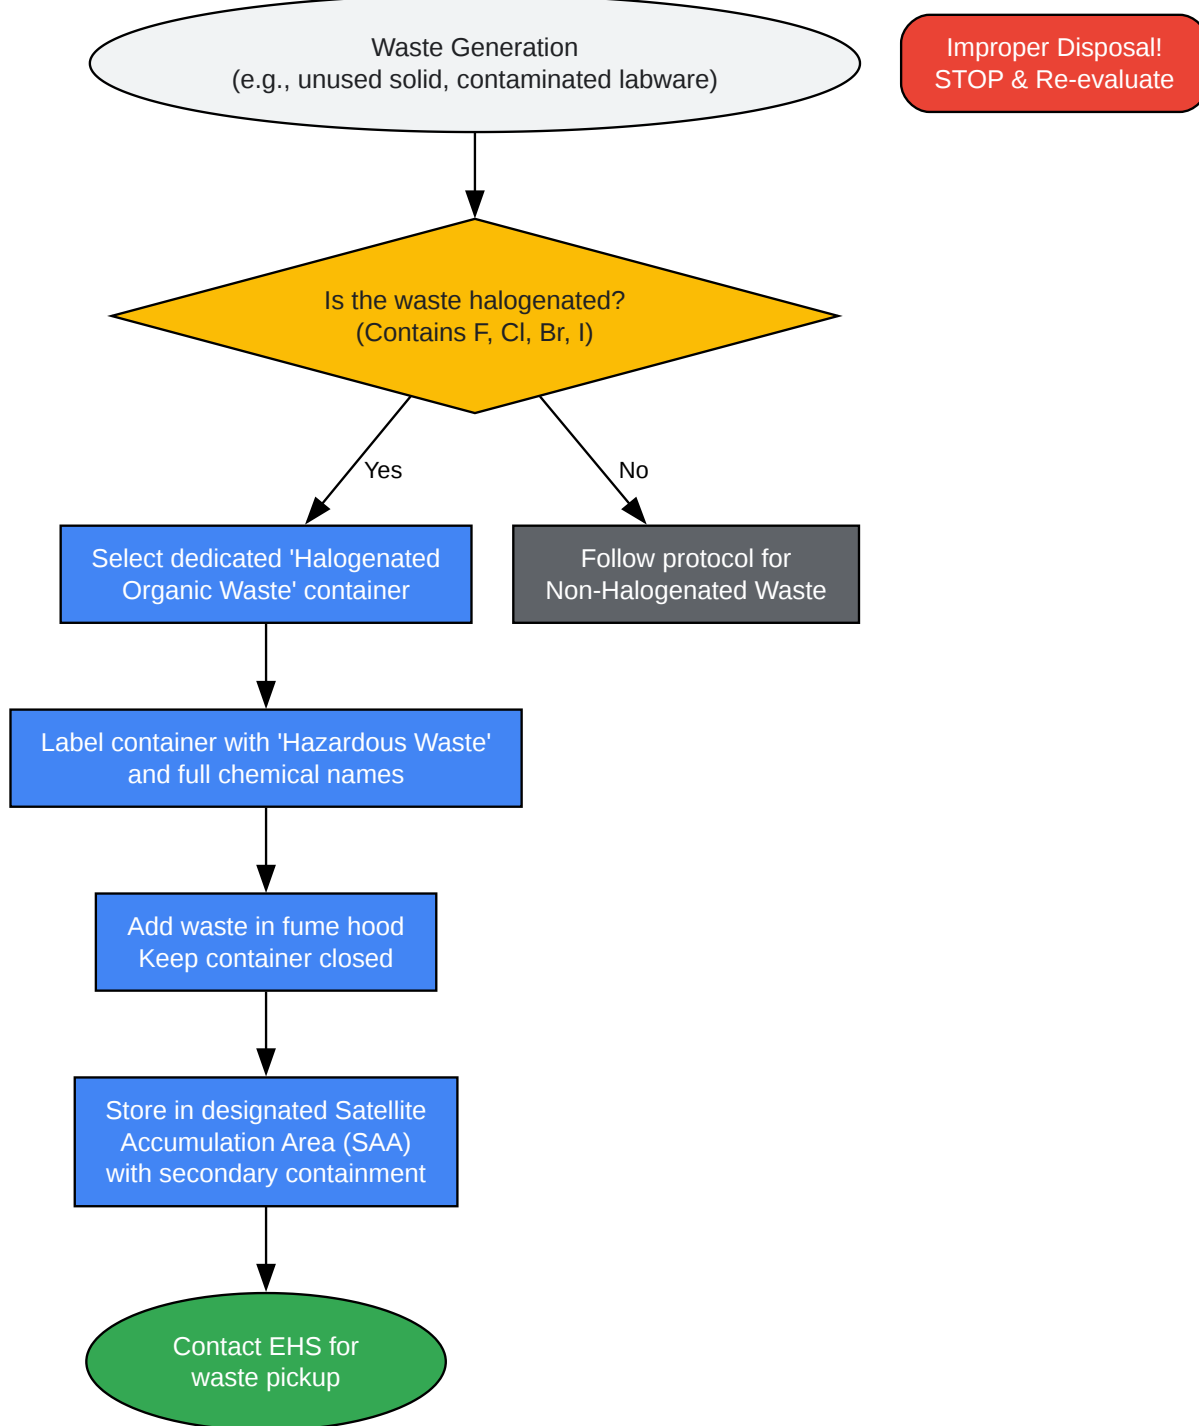 Waste Generation
(e.g., unused solid, contaminated labware)
Improper Disposal!
STOP & Re-evaluate
Is the waste halogenated?
(Contains F, Cl, Br, I)
Yes
No
Select dedicated 'Halogenated
Organic Waste' container
Follow protocol for
Non-Halogenated Waste
Label container with 'Hazardous Waste'
and full chemical names
Add waste in fume hood
Keep container closed
Store in designated Satellite
Accumulation Area (SAA)
with secondary containment
Contact EHS for
waste pickup